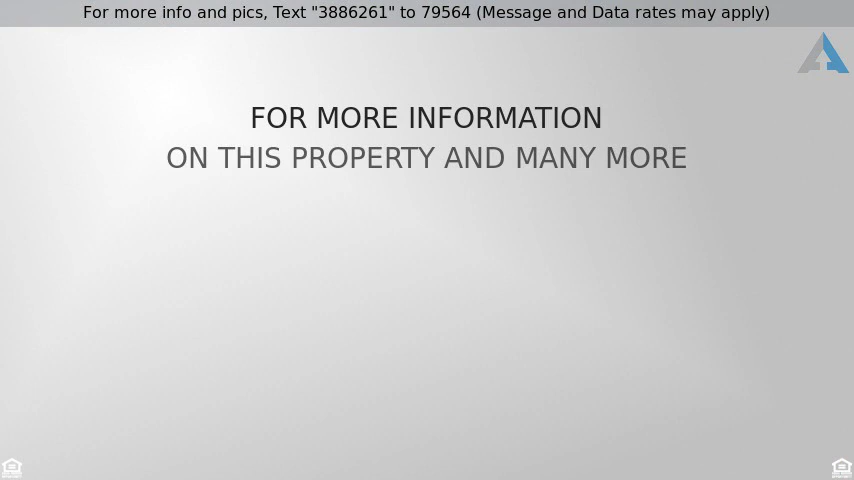 For more info and pics, Text "3886261" to 79564 (Message and Data rates may apply)
FOR MORE INFORMATION
ON THIS PROPERTY AND MANY MORE